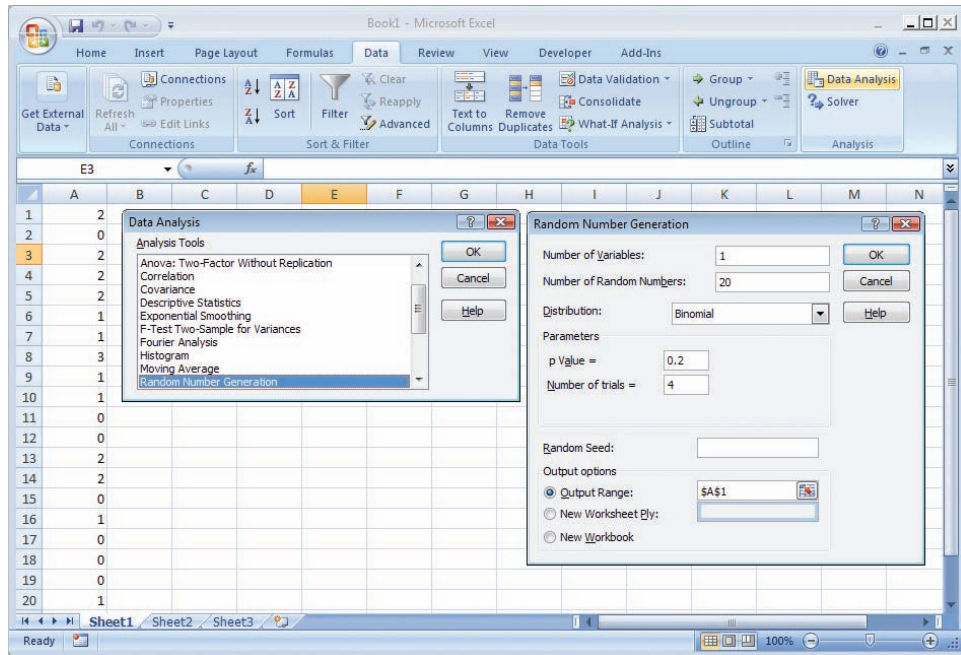 Book1 - Microsoft Excel
Home Insert Page Layout Formulas Data Review View Developer Add-Ins
Get External Data
Refresh All
Connections
Properties
Edit Links
Connections
Sort
Filter
Clear
Reapply
Advanced
Sort & Filter
Text to Columns
Remove Duplicates
Data Validation
Consolidate
What-If Analysis
Data Tools
Group
Ungroup
Subtotal
Outline
Data Analysis
Solver
Analysis
E3 fx
A B C D E F G H I J K L M N
1 2
2 0
3 2
4 2
5 2
6 1
7 1
8 3
9 1
10 1
11 0
12 0
13 2
14 2
15 0
16 1
17 0
18 0
19 0
20 1
Data Analysis
Analysis Tools
Anova: Two-Factor Without Replication
Correlation
Covariance
Descriptive Statistics
Exponential Smoothing
F-Test Two-Sample for Variances
Fourier Analysis
Histogram
Moving Average
Random Number Generation
OK
Cancel
Help
Random Number Generation
Number of Variables: 1
Number of Random Numbers: 20
Distribution: Binomial
Parameters
p Value = 0.2
Number of trials = 4
Random Seed:
Output options
Output Range: $A$1
New Worksheet Ply:
New Workbook
OK
Cancel
Help
Sheet1 Sheet2 Sheet3
Ready 100%